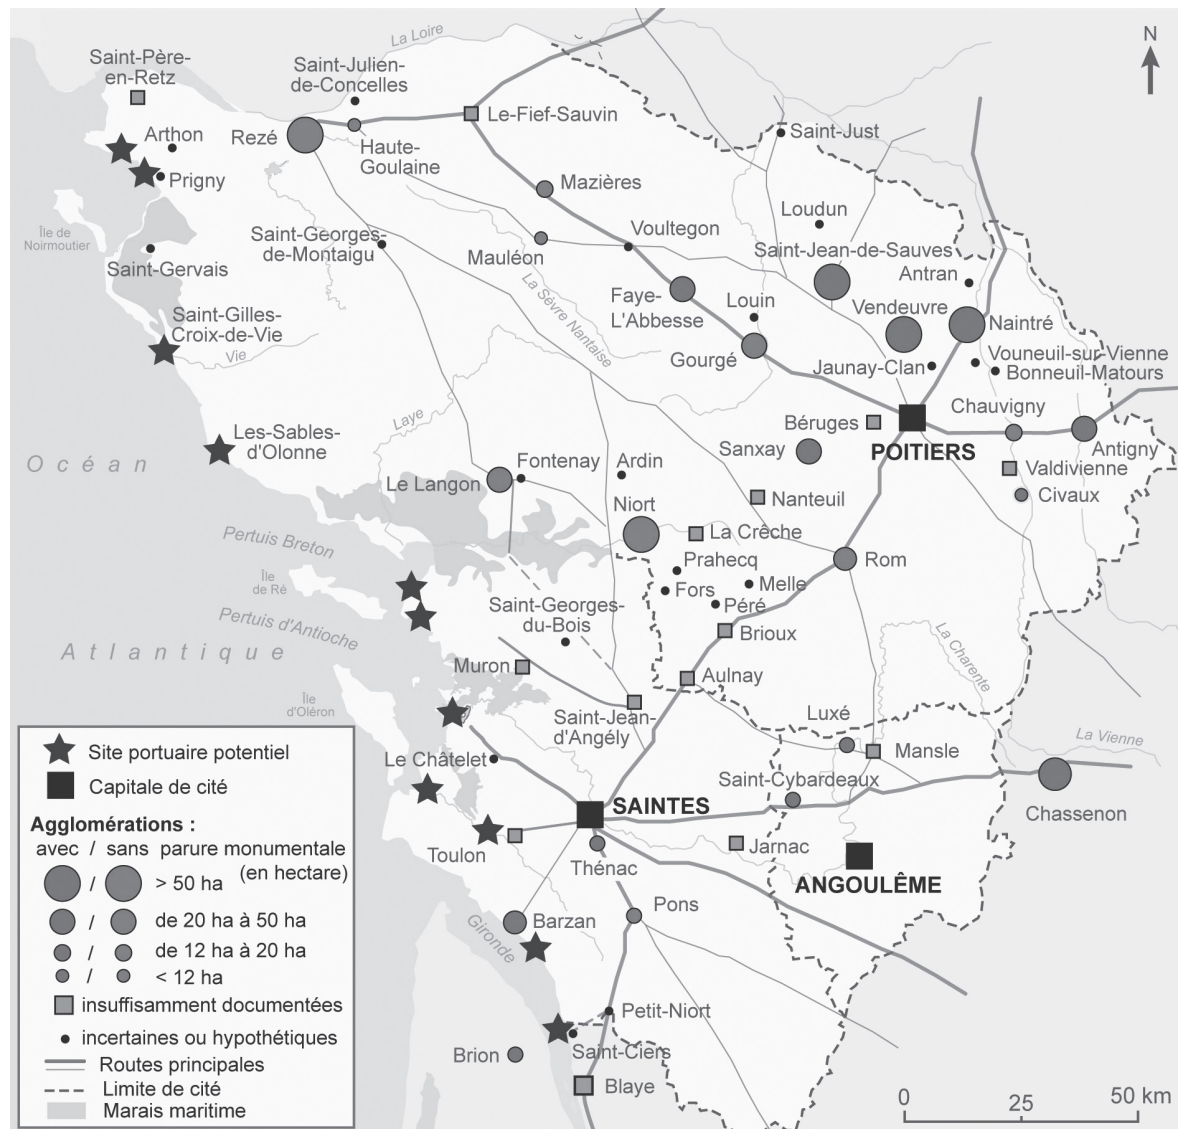 La Loire
N
Saint-Père-
en-Retz
Saint-Julien-
de-Concelles
Le-Fief-Sauvin
Saint-Just
Arthon
Rezé
Haute-
Goulaine
Prigny
Mazières
Île de
Noirmoutier
Saint-Georges-
de-Montaigu
Loudun
Voultegon
Saint-Gervais
Mauléon
Saint-Jean-de-Sauves
Antran
La Sèvre Nantaise
Faye-
L'Abbesse
Louin
Vendeuvre
Naintré
Saint-Gilles-
Croix-de-Vie
Vie
Gourgé
Jaunay-Clan
Vouneuil-sur-Vienne
Bonneuil-Matours
Laye
Chauvigny
Les-Sables-
d'Olonne
Béruges
POITIERS
Antigny
Océan
Sanxay
Fontenay
Ardin
Valdivienne
Le Langon
Civaux
Niort
Nanteuil
La Crèche
Pertuis Breton
Prahecq
Rom
Île
de Ré
Fors
Melle
Péré
Saint-Georges-
du-Bois
Pertuis d'Antioche
Brioux
La Charente
Atlantique
Muron
Aulnay
Île
d'Oléron
Saint-Jean-
d'Angély
Luxé
Mansle
La Vienne
Le Châtelet
Saint-Cybardeaux
SAINTES
Chassenon
Toulon
Thénac
Jarnac
ANGOULÊME
Pons
Gironde
Barzan
Petit-Niort
Saint-Ciers
Brion
Blaye
Site portuaire potentiel
Capitale de cité
Agglomérations :
avec / sans parure monumentale
(en hectare)
/ > 50 ha
/ de 20 ha à 50 ha
/ de 12 ha à 20 ha
/ < 12 ha
insuffisamment documentées
incertaines ou hypothétiques
Routes principales
Limite de cité
Marais maritime
0 25 50 km